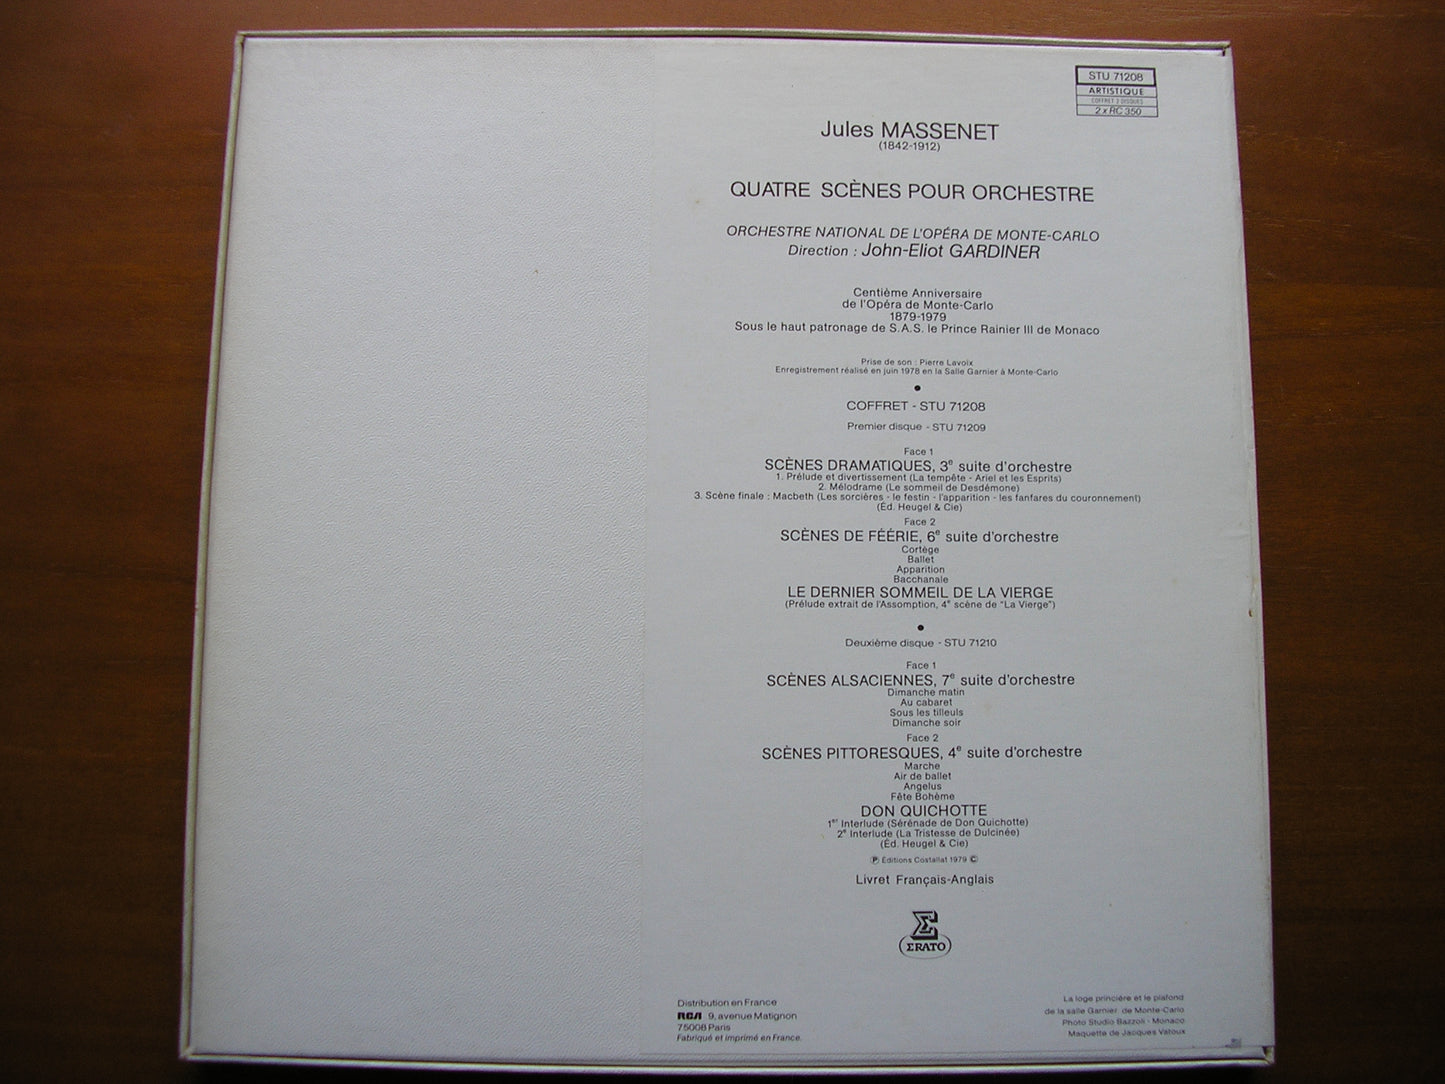 STU 71208
ARTISTIQUE
COFFRET 2 DISQUES
2 x RC 350
Jules MASSENET
(1842-1912)
QUATRE SCÈNES POUR ORCHESTRE
ORCHESTRE NATIONAL DE L'OPÉRA DE MONTE-CARLO
Direction : John-Eliot GARDINER
Centième Anniversaire
de l'Opéra de Monte-Carlo
1879-1979
Sous le haut patronage de S.A.S. le Prince Rainier III de Monaco
Prise de son : Pierre Lavoix
Enregistrement réalisé en juin 1978 en la Salle Garnier à Monte-Carlo
●
COFFRET - STU 71208
Premier disque - STU 71209
Face 1
SCÈNES DRAMATIQUES, 3e suite d'orchestre
1. Prélude et divertissement (La tempête - Ariel et les Esprits)
2. Mélodrame (Le sommeil de Desdémone)
3. Scène finale : Macbeth (Les sorcières - le festin - l'apparition - les fanfares du couronnement)
(Éd. Heugel & Cie)
Face 2
SCÈNES DE FÉÉRIE, 6e suite d'orchestre
Cortège
Ballet
Apparition
Bacchanale
LE DERNIER SOMMEIL DE LA VIERGE
(Prélude extrait de l'Assomption, 4e scène de "La Vierge")
●
Deuxième disque - STU 71210
Face 1
SCÈNES ALSACIENNES, 7e suite d'orchestre
Dimanche matin
Au cabaret
Sous les tilleuls
Dimanche soir
Face 2
SCÈNES PITTORESQUES, 4e suite d'orchestre
Marche
Air de ballet
Angelus
Fête Bohème
DON QUICHOTTE
1er Interlude (Sérénade de Don Quichotte)
2e Interlude (La Tristesse de Dulcinée)
(Éd. Heugel & Cie)
℗ Éditions Costallat 1979 ©
Livret Français-Anglais
Σ
ΣRATO
Distribution en France
RCA 9, avenue Matignon
75008 Paris
Fabriqué et imprimé en France.
La loge princière et le plafond
de la salle Garnier de Monte-Carlo
Photo Studio Bazzoli - Monaco
Maquette de Jacques Vatoux